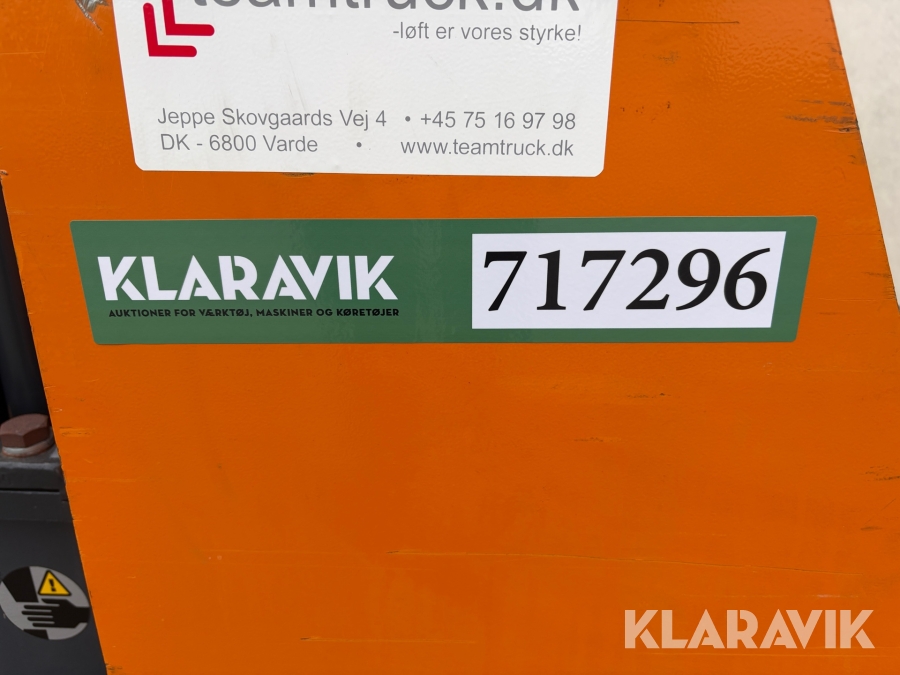 teamtruck.dk
-løft er vores styrke!
Jeppe Skovgaards Vej 4 • +45 75 16 97 98
DK - 6800 Varde • www.teamtruck.dk
KLARAVIK
AUKTIONER FOR VÆRKTØJ, MASKINER OG KØRETØJER
717296
KLARAVIK